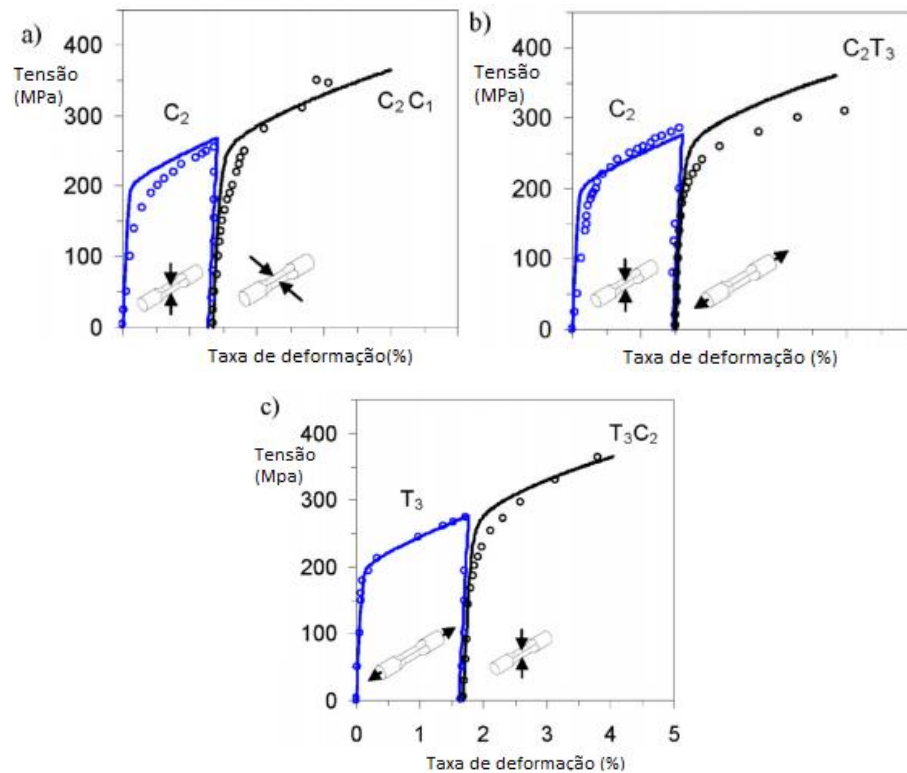 a)
Tensão
(MPa)
400
300
200
100
0
C₂
C₂ C₁
Taxa de deformação(%)
b)
Tensão
(MPa)
400
300
200
100
0
C₂
C₂T₃
Taxa de deformação (%)
c)
Tensão
(Mpa)
400
300
200
100
0
T₃
T₃C₂
0 1 2 3 4 5
Taxa de deformação (%)